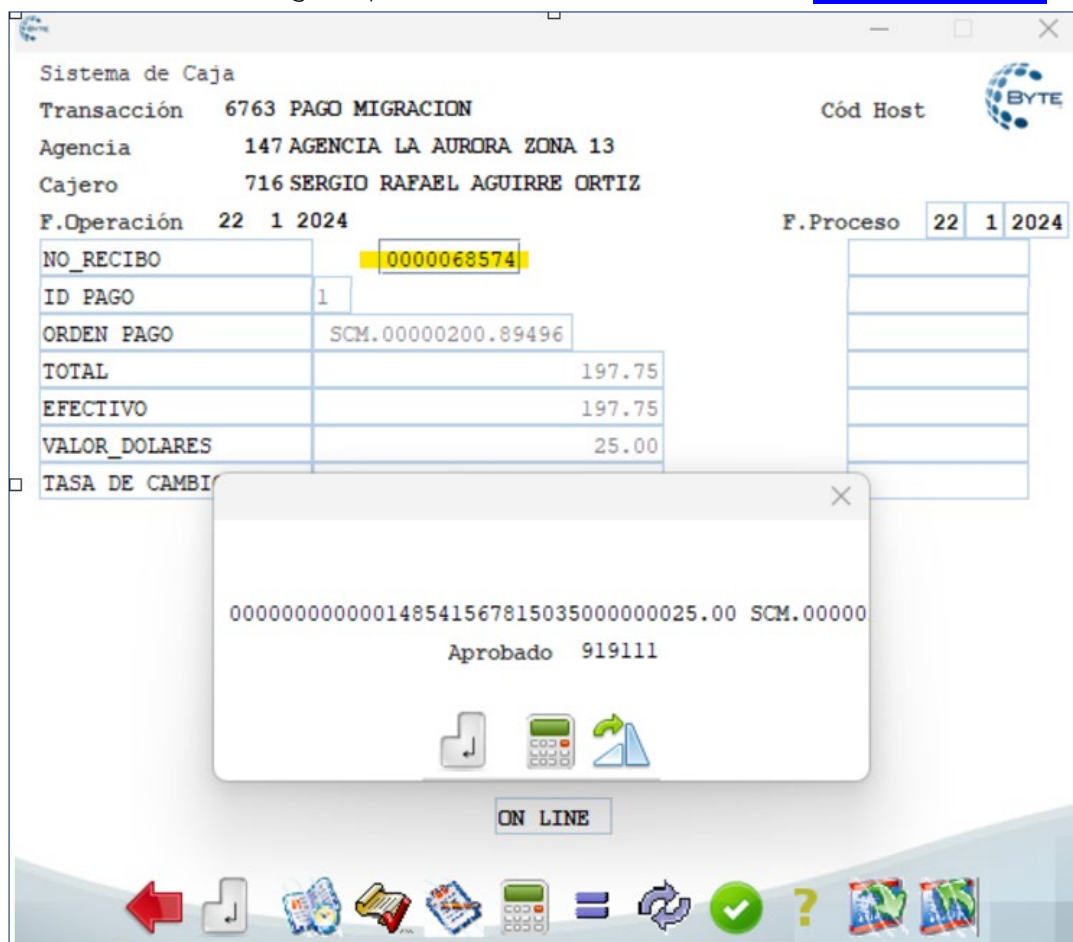 Sistema de Caja
BYTE
Transacción 6763 PAGO MIGRACION Cód Host
Agencia 147 AGENCIA LA AURORA ZONA 13
Cajero 716 SERGIO RAFAEL AGUIRRE ORTIZ
F.Operación 22 1 2024 F.Proceso 22 1 2024
NO_RECIBO 0000068574
ID PAGO 1
ORDEN PAGO SCM.00000200.89496
TOTAL 197.75
EFECTIVO 197.75
VALOR_DOLARES 25.00
TASA DE CAMBI
000000000000148541567815035000000025.00 SCM.00000
Aprobado 919111
ON LINE